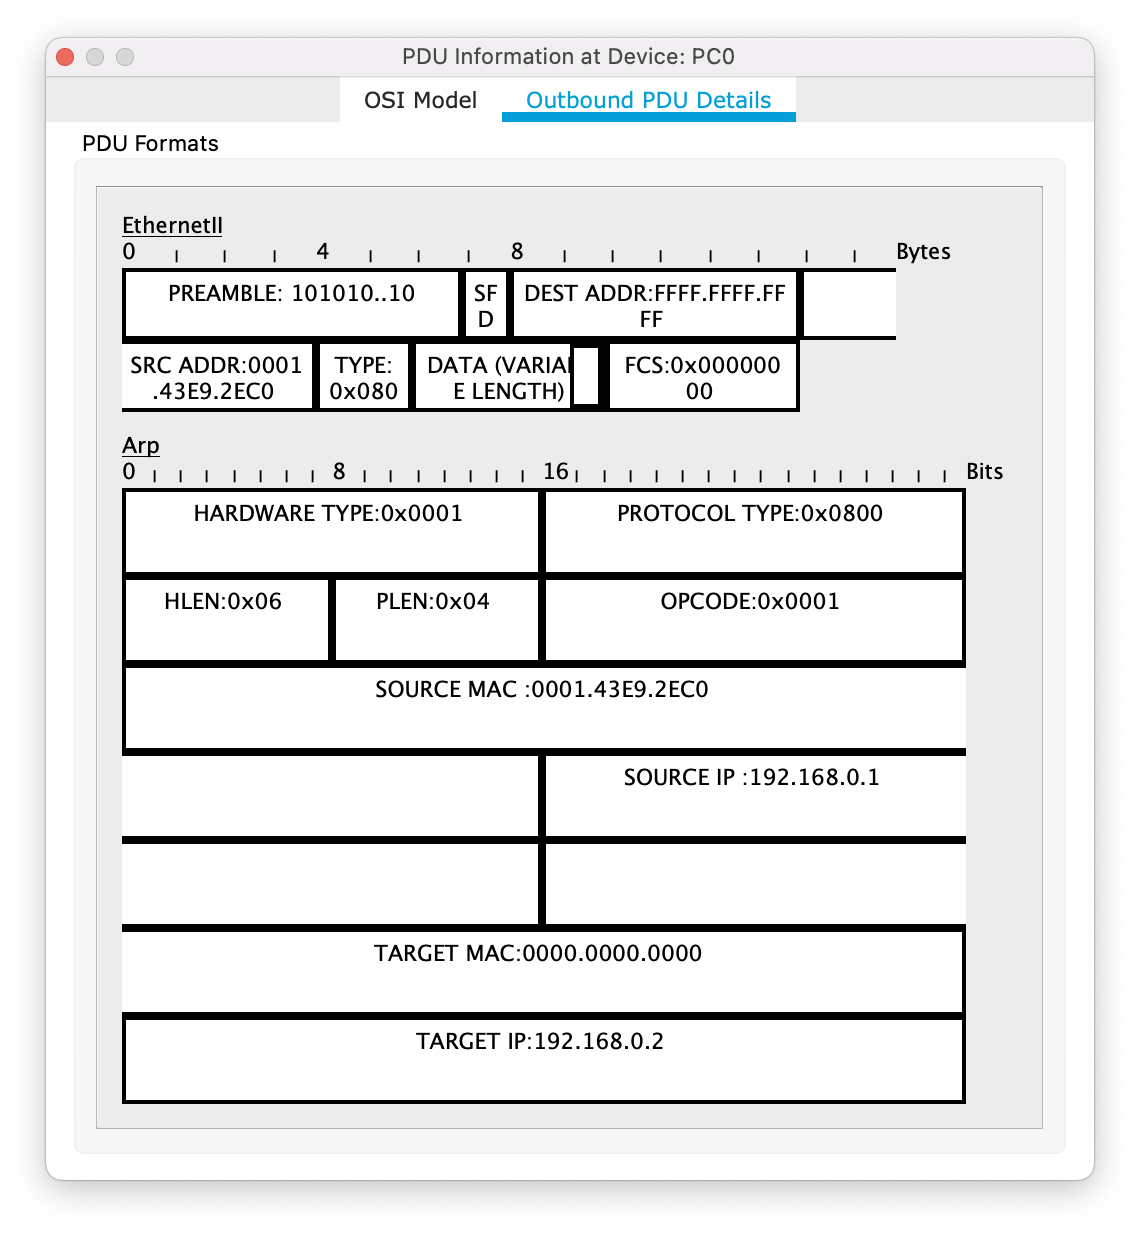 PDU Information at Device: PC0
OSI Model
Outbound PDU Details
PDU Formats
EthernetII
0 4 8 Bytes
PREAMBLE: 101010..10
SF
D
DEST ADDR:FFFF.FFFF.FF
FF
SRC ADDR:0001
.43E9.2EC0
TYPE:
0x080
DATA (VARIA
E LENGTH)
FCS:0x000000
00
Arp
0 8 16 Bits
HARDWARE TYPE:0x0001
PROTOCOL TYPE:0x0800
HLEN:0x06
PLEN:0x04
OPCODE:0x0001
SOURCE MAC :0001.43E9.2EC0
SOURCE IP :192.168.0.1
TARGET MAC:0000.0000.0000
TARGET IP:192.168.0.2